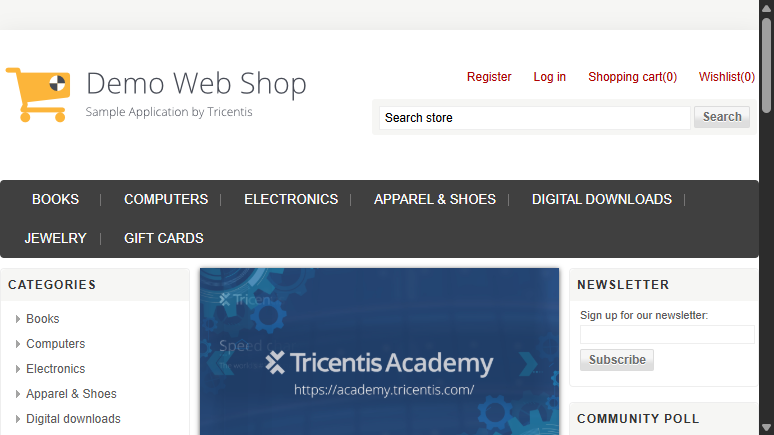 Demo Web Shop
Sample Application by Tricentis
Register Log in Shopping cart(0) Wishlist(0)
Search store Search
BOOKS COMPUTERS ELECTRONICS APPAREL & SHOES DIGITAL DOWNLOADS
JEWELRY GIFT CARDS
CATEGORIES
Books
Computers
Electronics
Apparel & Shoes
Digital downloads
Tricent
Speed
Tricentis Academy
https://academy.tricentis.com/
NEWSLETTER
Sign up for our newsletter:
Subscribe
COMMUNITY POLL